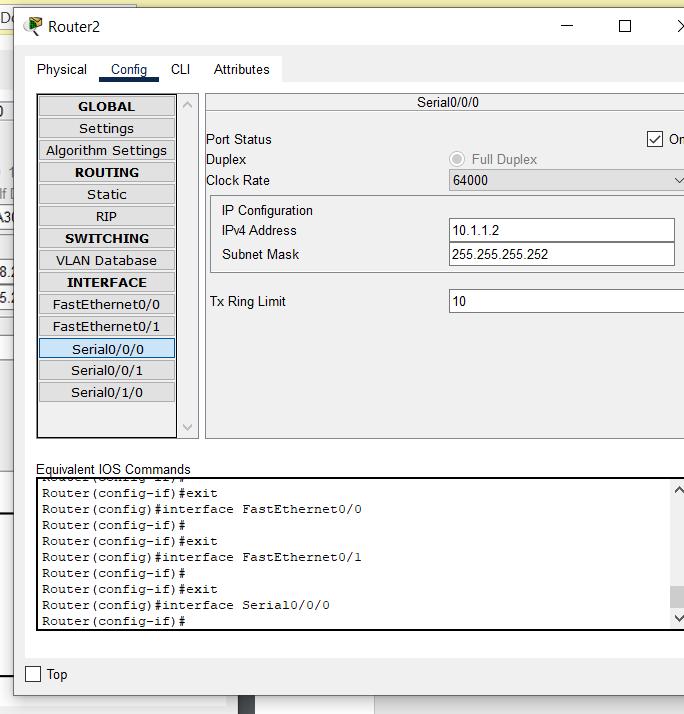 Router2
Physical Config CLI Attributes
GLOBAL
Settings
Algorithm Settings
ROUTING
Static
RIP
SWITCHING
VLAN Database
INTERFACE
FastEthernet0/0
FastEthernet0/1
Serial0/0/0
Serial0/0/1
Serial0/1/0
Serial0/0/0
Port Status On
Duplex Full Duplex
Clock Rate 64000
IP Configuration
IPv4 Address 10.1.1.2
Subnet Mask 255.255.255.252
Tx Ring Limit 10
Equivalent IOS Commands
Router(config-if)#
Router(config-if)#exit
Router(config)#interface FastEthernet0/0
Router(config-if)#
Router(config-if)#exit
Router(config)#interface FastEthernet0/1
Router(config-if)#
Router(config-if)#exit
Router(config)#interface Serial0/0/0
Router(config-if)#
Top